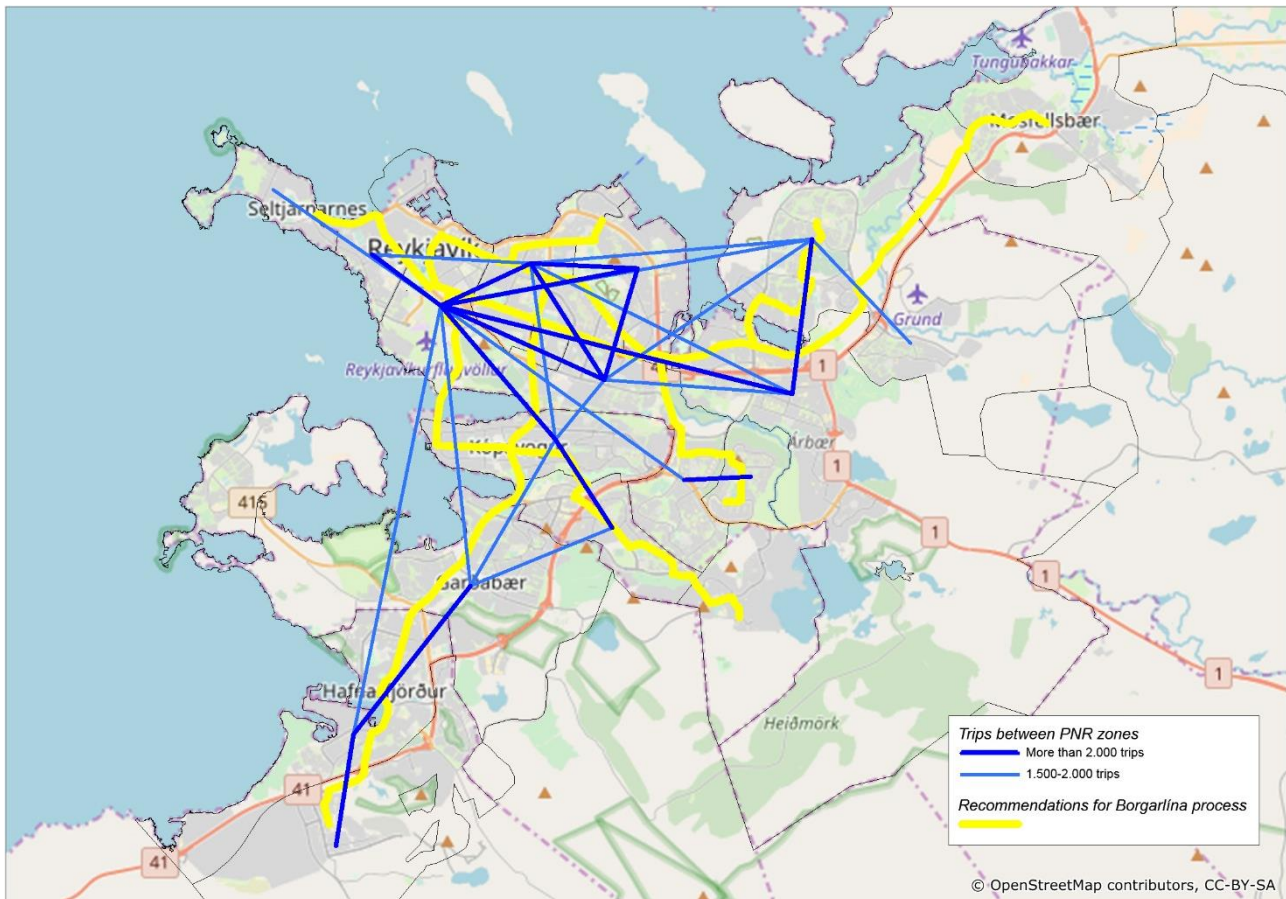 Tungubakkar
Mosfellsbær
Seltjarnarnes
Reykjavík
Grund
Reykjavíkurflugvöllur
1
Kópavogur
Árbær
1
415
1
1
Garðabær
1
Hafnarfjörður
Heiðmörk
41
41
Trips between PNR zones
More than 2.000 trips
1.500-2.000 trips
Recommendations for Borgarlína process
© OpenStreetMap contributors, CC-BY-SA